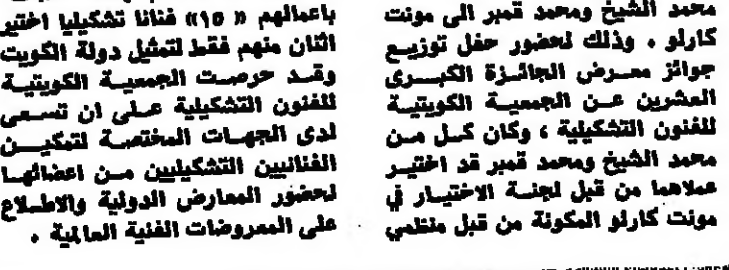 محمد الشيخ ومحمد قمبر الى مونت
كارلو . وذلك لحضور حفل توزيع
جوائز معرض الجائزة الكبرى
العشرين عن الجمعية الكويتية
للفنون التشكيلية ، وكان كل من
محمد الشيخ ومحمد قمبر قد اختير
عملاهما من قبل لجنة الاختيار في
مونت كارلو المكونة من قبل منظمي
باعمالهم « ١٥» فنانا تشكيليا اختير
اثنان منهم فقط لتمثيل دولة الكويت
وقد حرصت الجمعية الكويتية
للفنون التشكيلية على ان تسعى
لدى الجهات المختصة لتمكين
الفنانيين التشكيليين من اعضائها
لحضور المعارض الدولية والاطلاع
على المعروضات الفنية العالمية .